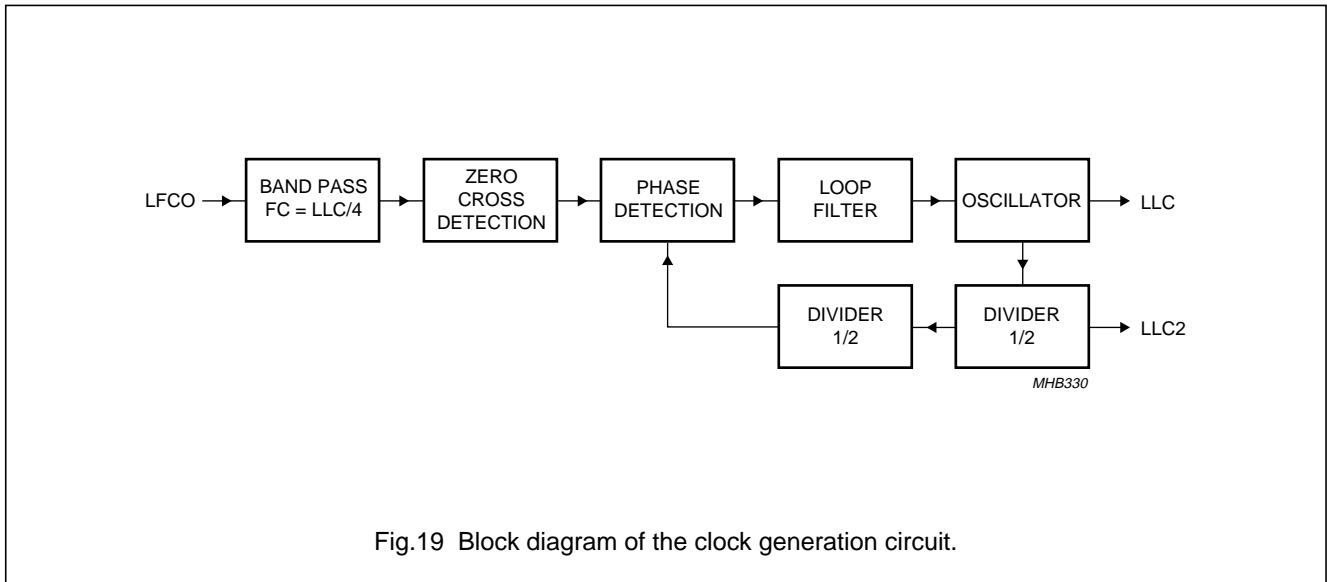 LFCO
BAND PASS
FC = LLC/4
ZERO
CROSS
DETECTION
PHASE
DETECTION
LOOP
FILTER
OSCILLATOR
LLC
DIVIDER
1/2
DIVIDER
1/2
LLC2
MHB330
Fig.19 Block diagram of the clock generation circuit.